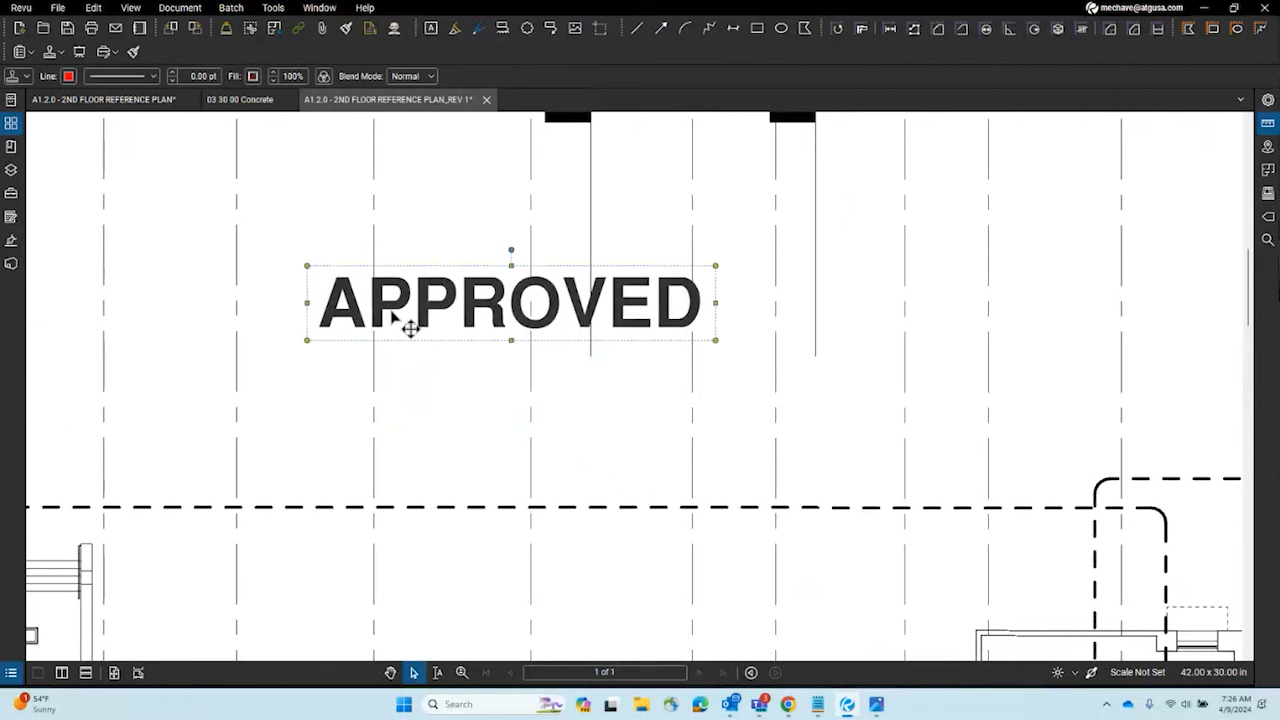 Revu File Edit View Document Batch Tools Window Help mechave@atgusa.com
Line: 0.00 pt Fill: 100% Blend Mode: Normal
A1.2.0 - 2ND FLOOR REFERENCE PLAN* 03 30 00 Concrete A1.2.0 - 2ND FLOOR REFERENCE PLAN_REV 1*
APPROVED
1 of 1 Scale Not Set 42.00 x 30.00 in
54°F
Sunny
Search
7:26 AM
4/9/2024